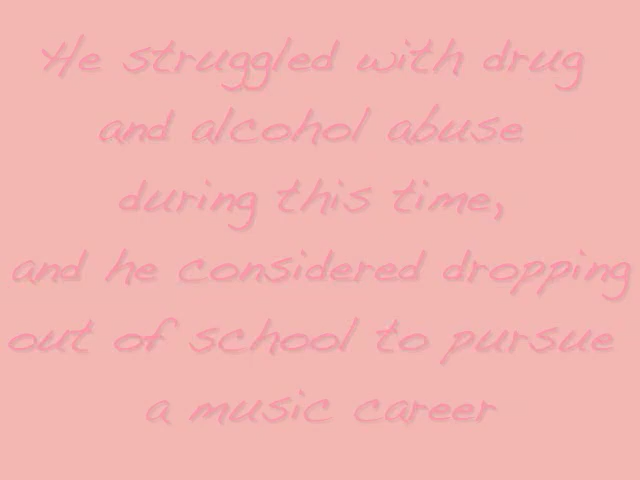 He struggled with drug
and alcohol abuse
during this time,
and he considered dropping
out of school to pursue
a music career